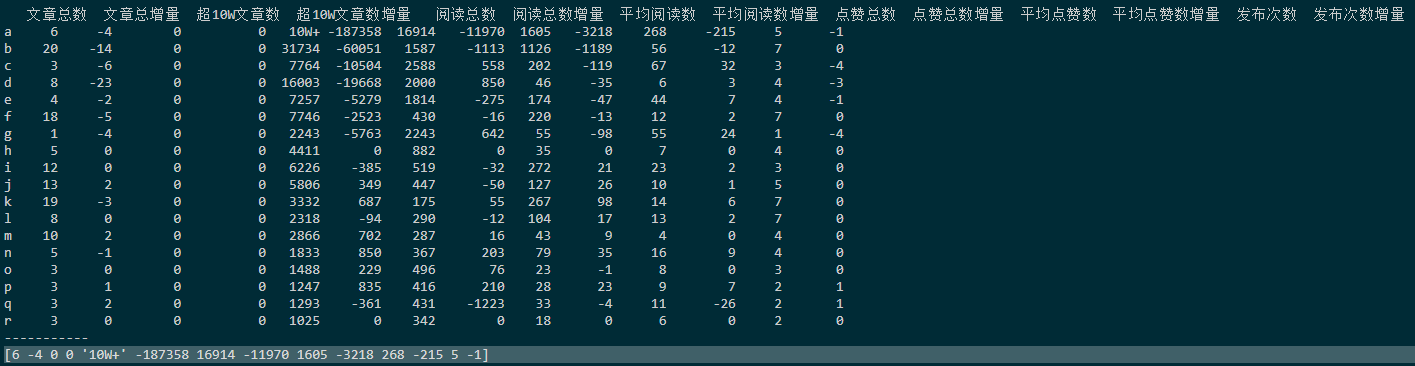 文章总数 文章总增量 超10W文章数 超10W文章数增量 阅读总数 阅读总数增量 平均阅读数 平均阅读数增量 点赞总数 点赞总数增量 平均点赞数 平均点赞数增量 发布次数 发布次数增量
a 6 -4 0 0 10W+ -187358 16914 -11970 1605 -3218 268 -215 5 -1
b 20 -14 0 0 31734 -60051 1587 -1113 1126 -1189 56 -12 7 0
c 3 -6 0 0 7764 -10504 2588 558 202 -119 67 32 3 -4
d 8 -23 0 0 16003 -19668 2000 850 46 -35 6 3 4 -3
e 4 -2 0 0 7257 -5279 1814 -275 174 -47 44 7 4 -1
f 18 -5 0 0 7746 -2523 430 -16 220 -13 12 2 7 0
g 1 -4 0 0 2243 -5763 2243 642 55 -98 55 24 1 -4
h 5 0 0 0 4411 0 882 0 35 0 7 0 4 0
i 12 0 0 0 6226 -385 519 -32 272 21 23 2 3 0
j 13 2 0 0 5806 349 447 -50 127 26 10 1 5 0
k 19 -3 0 0 3332 687 175 55 267 98 14 6 7 0
l 8 0 0 0 2318 -94 290 -12 104 17 13 2 7 0
m 10 2 0 0 2866 702 287 16 43 9 4 0 4 0
n 5 -1 0 0 1833 850 367 203 79 35 16 9 4 0
o 3 0 0 0 1488 229 496 76 23 -1 8 0 3 0
p 3 1 0 0 1247 835 416 210 28 23 9 7 2 1
q 3 2 0 0 1293 -361 431 -1223 33 -4 11 -26 2 1
r 3 0 0 0 1025 0 342 0 18 0 6 0 2 0
-----------
[6 -4 0 0 '10W+' -187358 16914 -11970 1605 -3218 268 -215 5 -1]